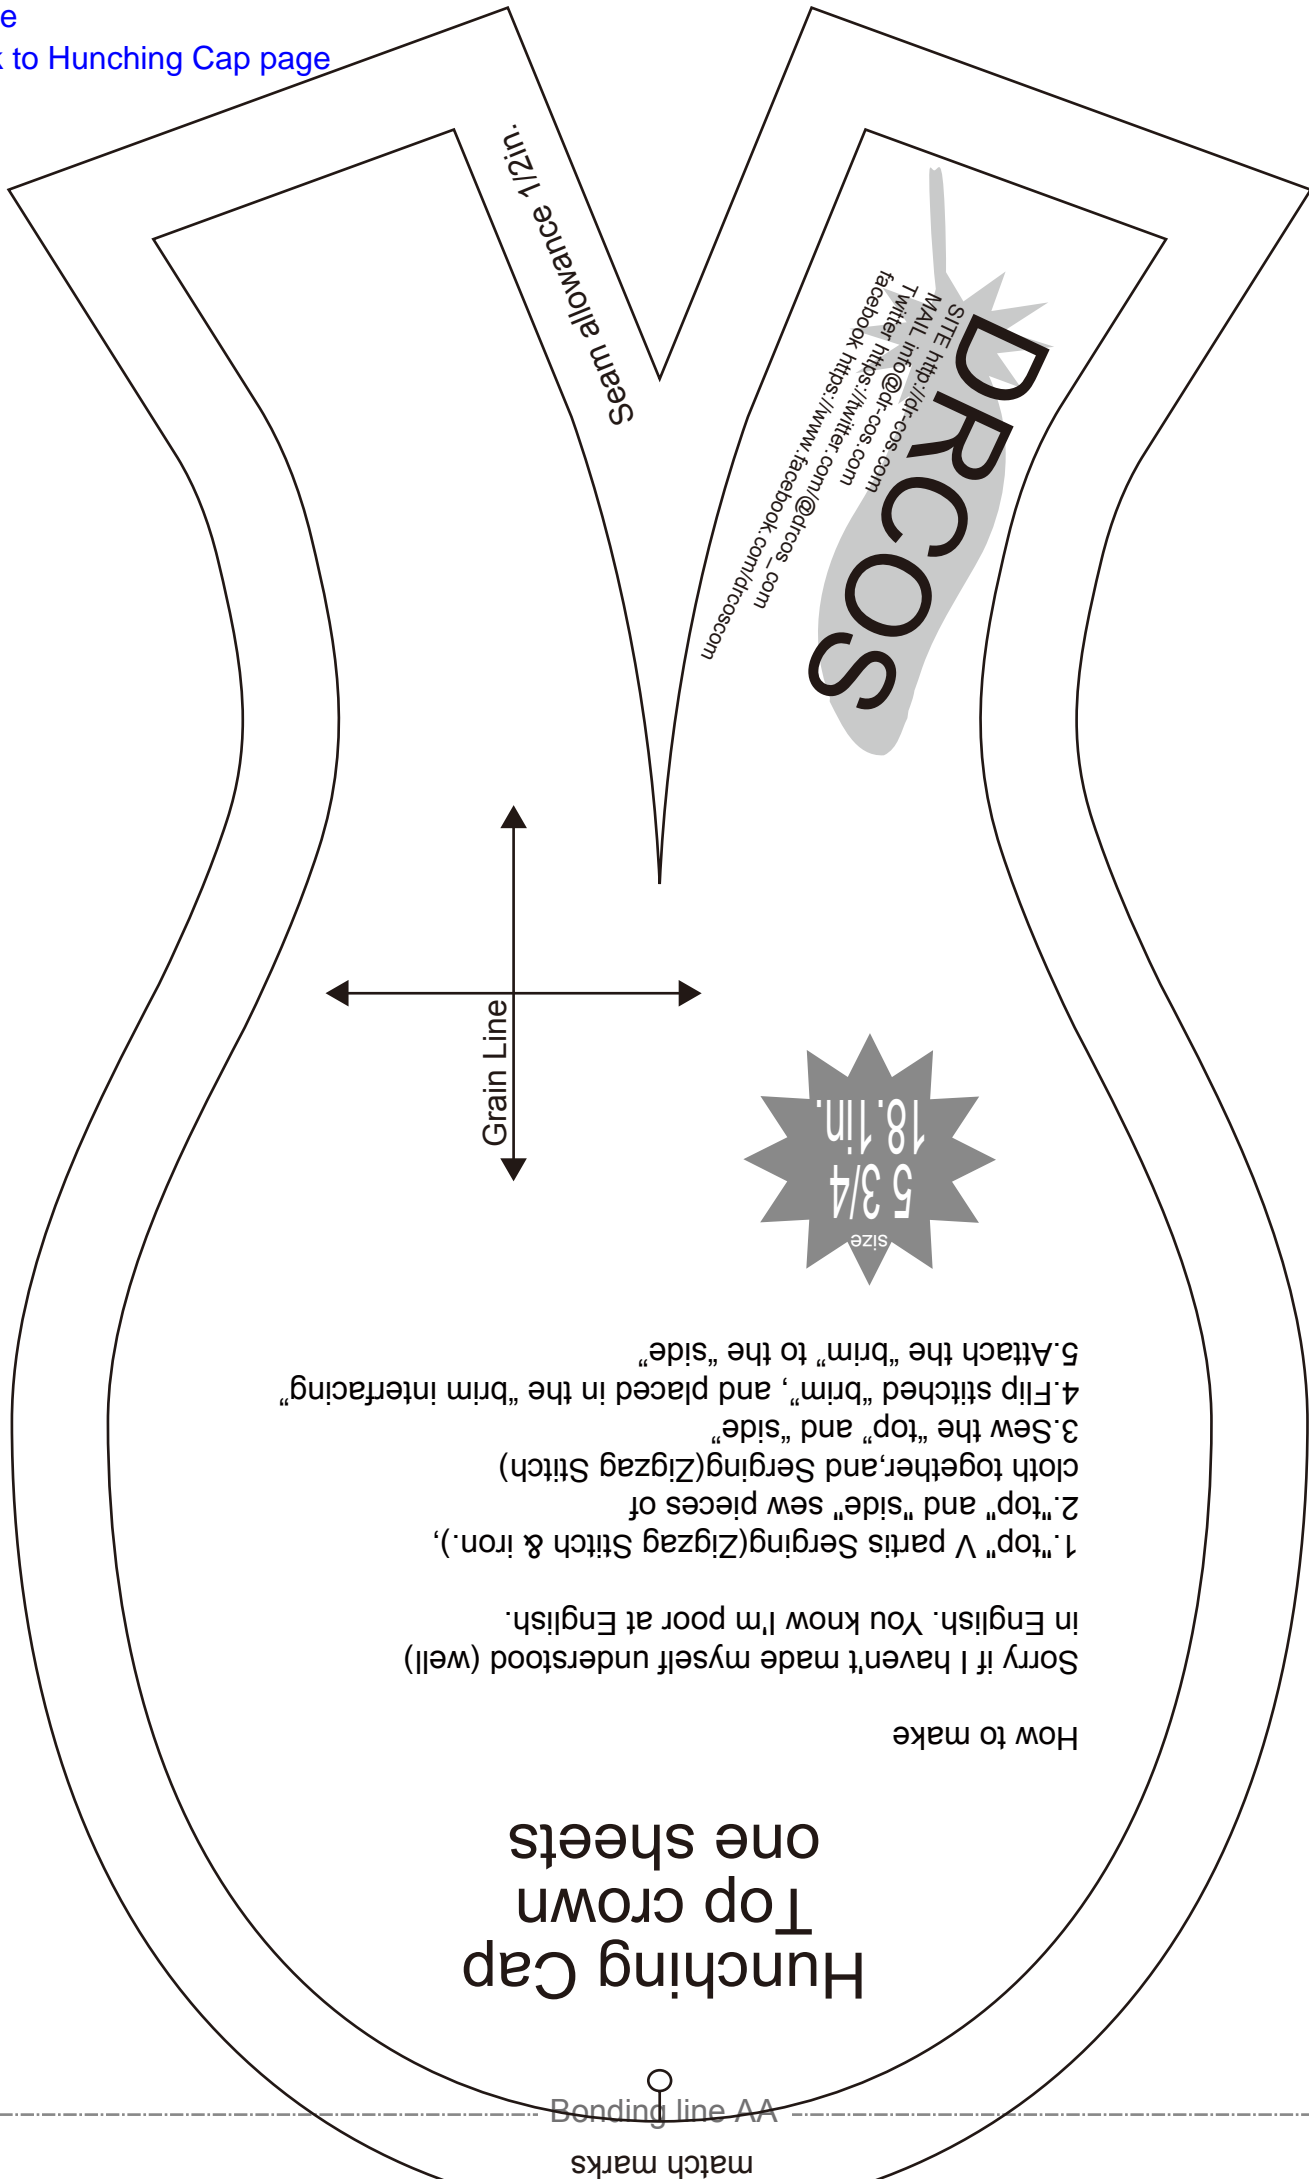 e
k to Hunching Cap page
Seam allowance 1/2in.
DRCOS
SITE http://dr-cos.com
MAIL info@dr-cos.com
Twitter https://twitter.com/@drcos_com
facebook https://www.facebook.com/drcoscom
Grain Line
size
5 3/4
18.1in.
Hunching Cap
Top crown
one sheets
How to make
Sorry if I haven't made myself understood (well)
in English. You know I'm poor at English.
1."top" V partis Serging(Zigzag Stitch & iron.),
2."top" and "side" sew pieces of
cloth together,and Serging(Zigzag Stitch)
3.Sew the “top” and “side”
4.Flip stitched “brim”, and placed in the “brim interfacing”
5.Attach the “brim” to the “side”
Bonding line AA
match marks